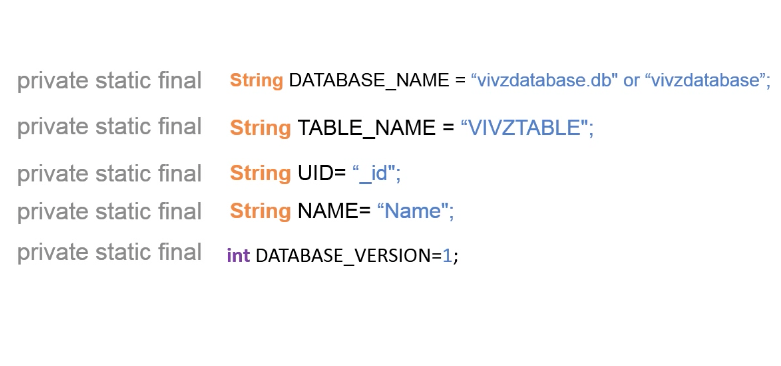 private static final String DATABASE_NAME = “vivzdatabase.db" or “vivzdatabase”;
private static final String TABLE_NAME = “VIVZTABLE";
private static final String UID= “_id";
private static final String NAME= “Name";
private static final int DATABASE_VERSION=1;